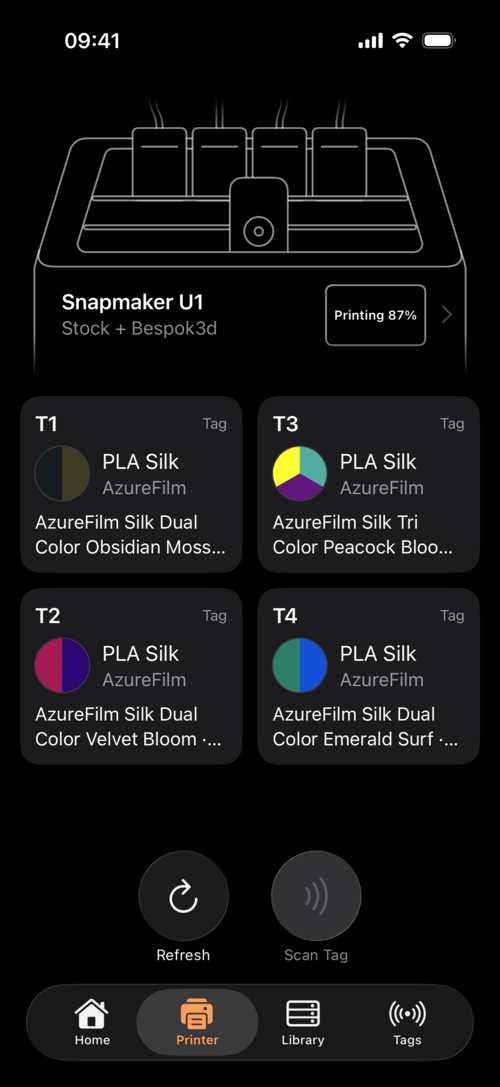 09:41
Snapmaker U1
Stock + Bespok3d
Printing 87%
T1
Tag
PLA Silk
AzureFilm
AzureFilm Silk Dual
Color Obsidian Moss...
T3
Tag
PLA Silk
AzureFilm
AzureFilm Silk Tri
Color Peacock Bloo...
T2
Tag
PLA Silk
AzureFilm
AzureFilm Silk Dual
Color Velvet Bloom ·...
T4
Tag
PLA Silk
AzureFilm
AzureFilm Silk Dual
Color Emerald Surf ·...
Refresh
Scan Tag
Home
Printer
Library
Tags